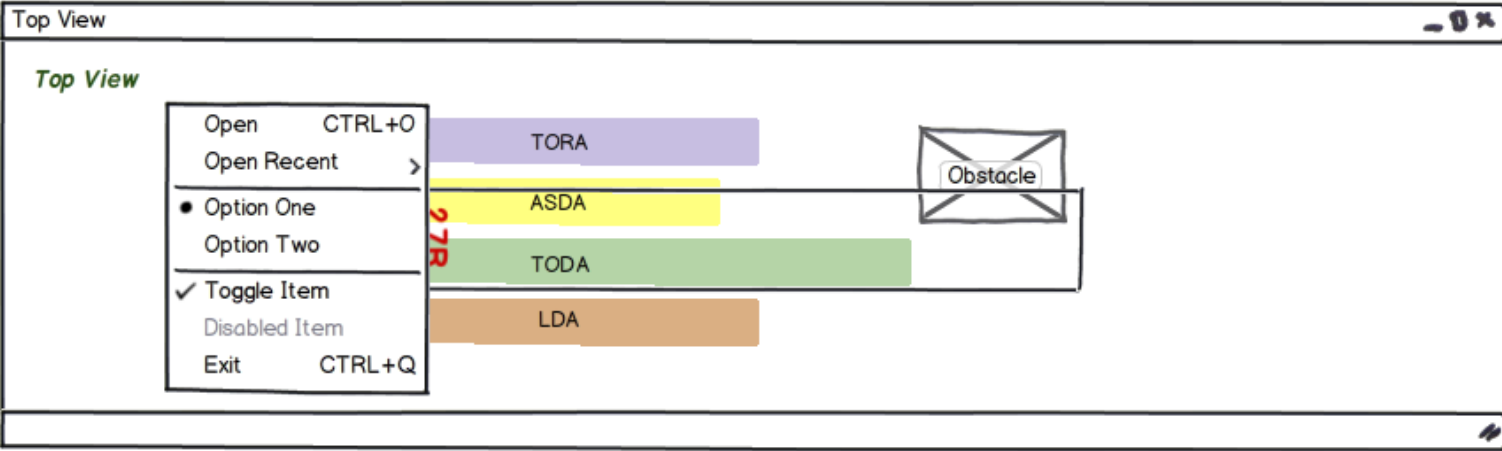 Top View
Top View
Open CTRL+O
Open Recent
Option One
Option Two
Toggle Item
Disabled Item
Exit CTRL+Q
27R
TORA
ASDA
TODA
LDA
Obstacle